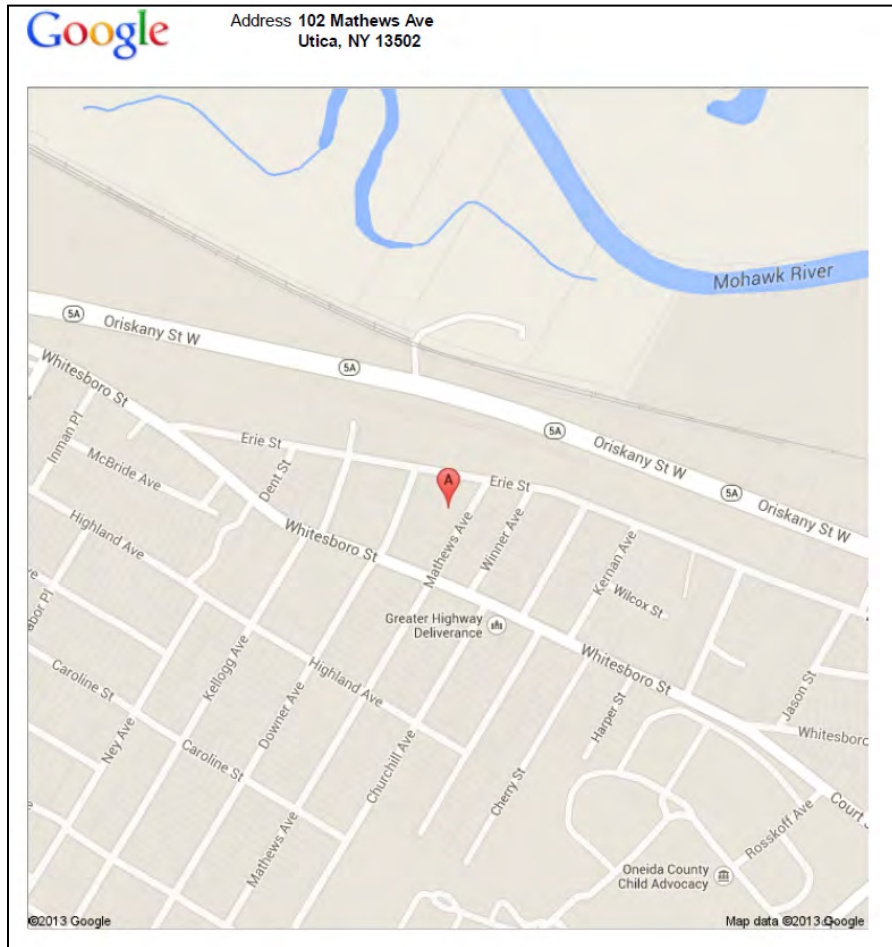 Google
Address 102 Mathews Ave
Utica, NY 13502
Mohawk River
5A
Oriskany St W
5A
Whitesboro St
5A
Oriskany St W
Inman Pl
Erie St
McBride Ave
Dent St
A
Erie St
5A
Oriskany St W
Highland Ave
Whitesboro St
Mathews Ave
Winner Ave
Kernan Ave
Wilcox St
Greater Highway
Deliverance
Whitesboro St
Caroline St
Kellogg Ave
Highland Ave
Jason St
Ney Ave
Downer Ave
Harper St
Whitesboro
Caroline St
Churchill Ave
Cherry St
Court S
Rosskoff Ave
Mathews Ave
Oneida County
Child Advocacy
©2013 Google
Map data ©2013 Google